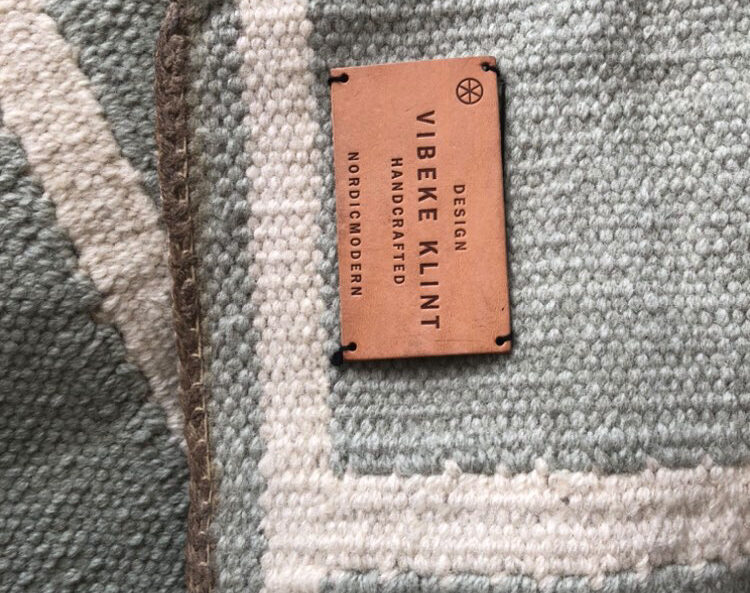 DESIGN
VIBEKE KLINT
HANDCRAFTED
NORDICMODERN